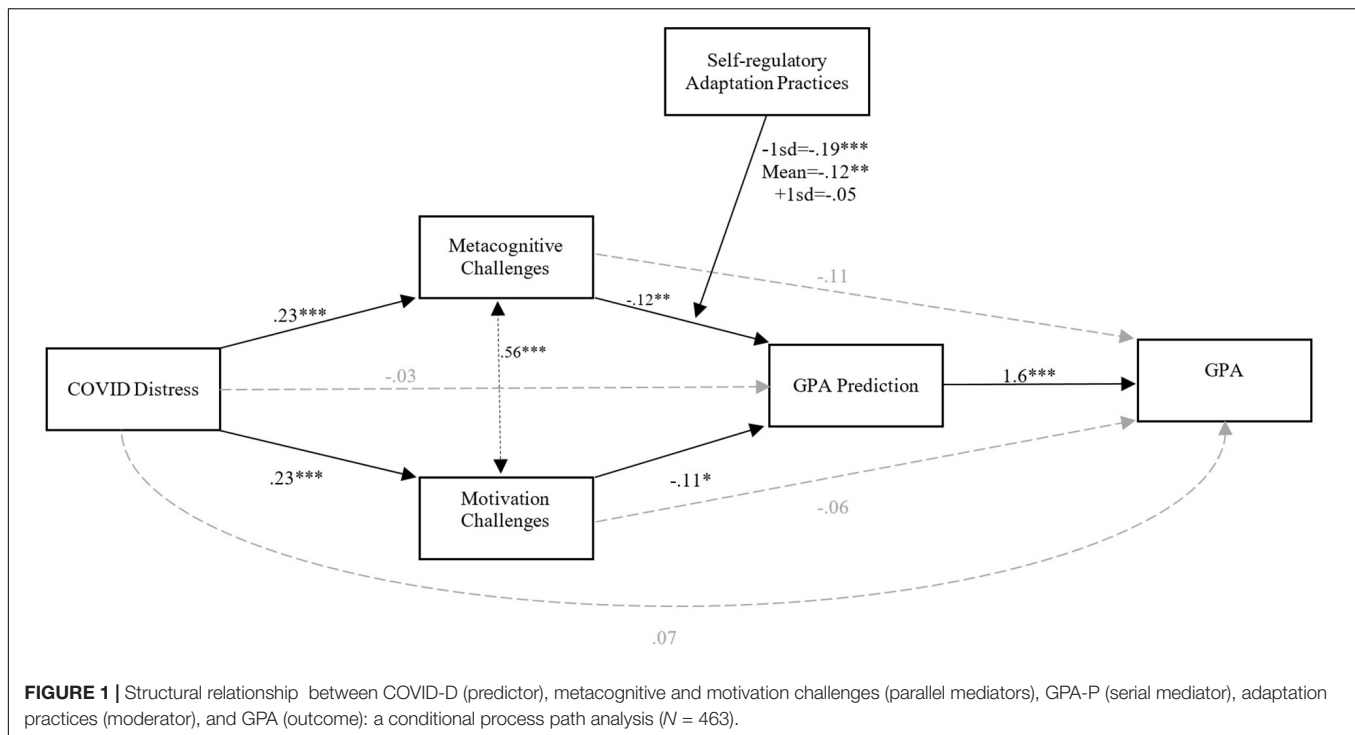 Self-regulatory
Adaptation Practices
-1sd=-.19***
Mean=-.12**
+1sd=-.05
Metacognitive
Challenges
-.11
-.12**
.23***
.56***
COVID Distress
-.03
GPA Prediction
1.6***
GPA
.23***
Motivation
Challenges
-.11*
-.06
.07
FIGURE 1 | Structural relationship between COVID-D (predictor), metacognitive and motivation challenges (parallel mediators), GPA-P (serial mediator), adaptation
practices (moderator), and GPA (outcome): a conditional process path analysis (N = 463).